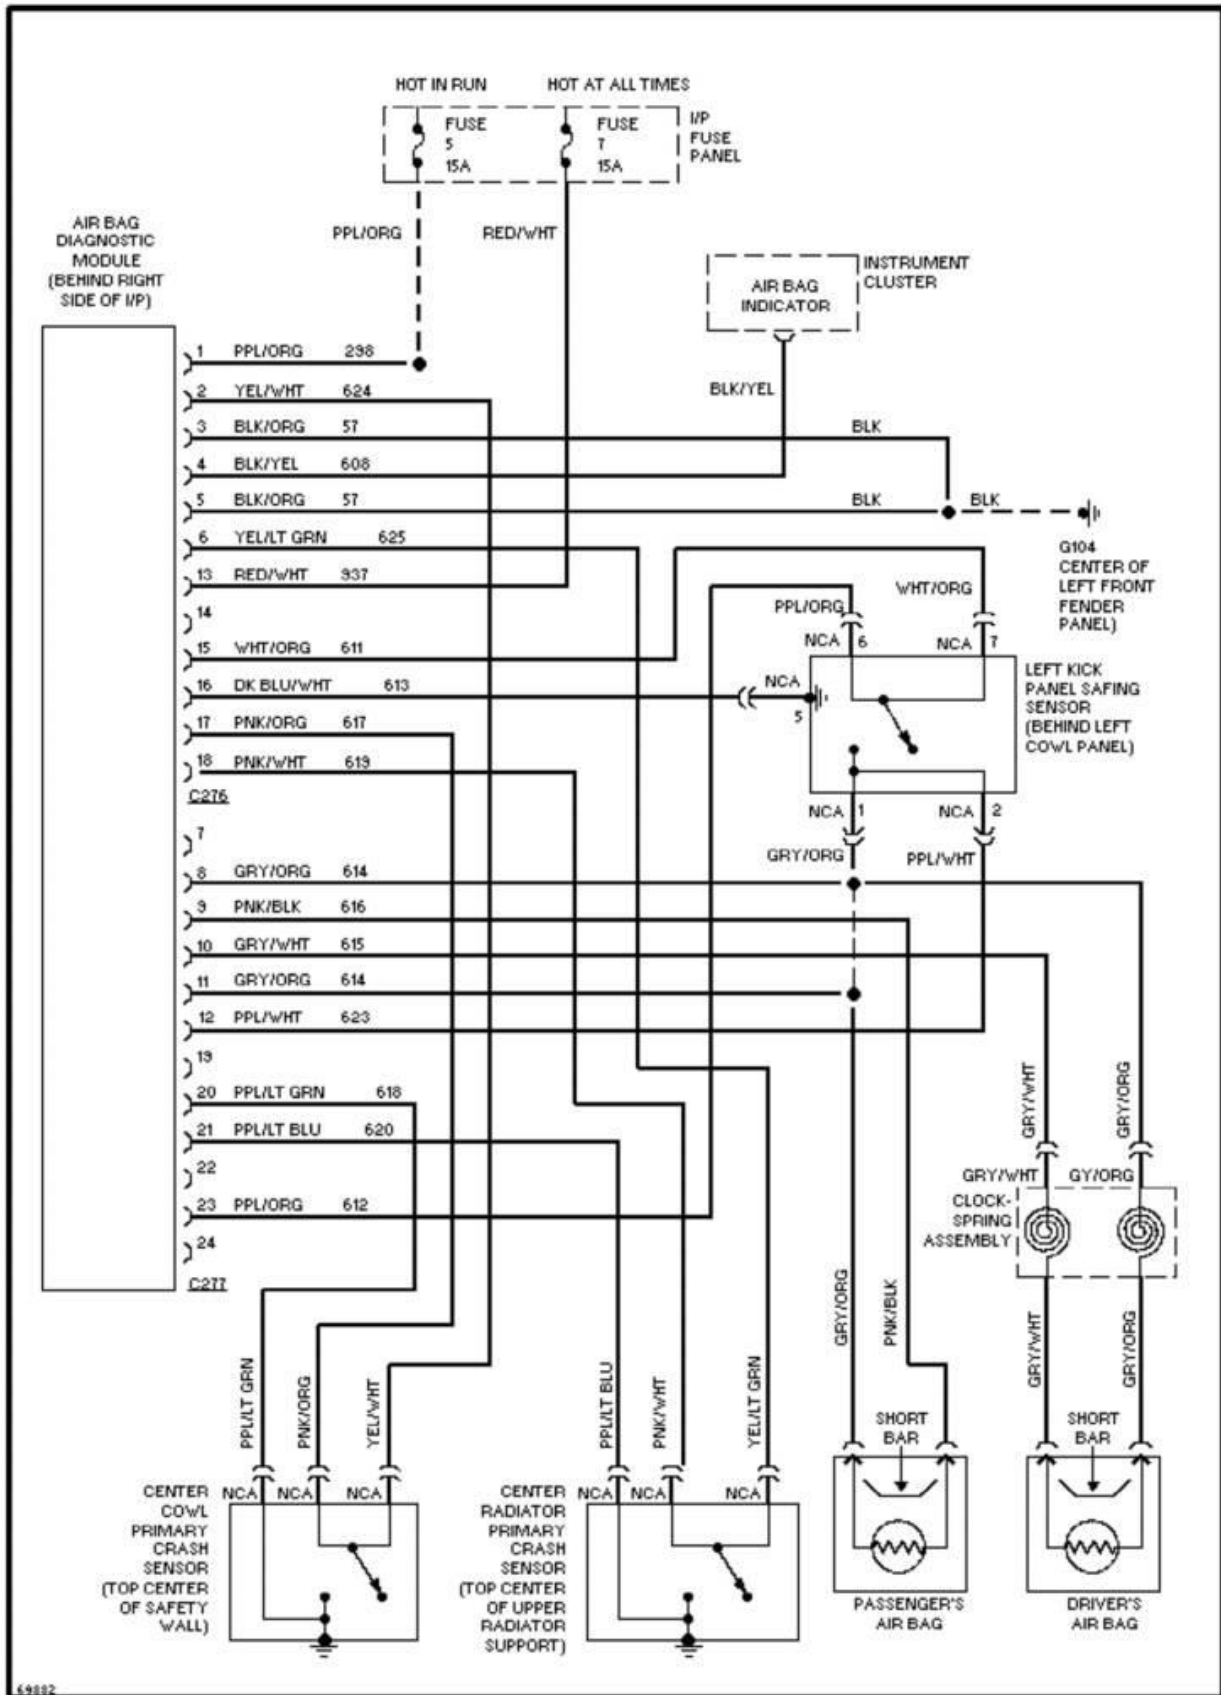 HOT IN RUN
HOT AT ALL TIMES
FUSE
5
15A
FUSE
7
15A
I/P
FUSE
PANEL
PPL/ORG
RED/WHT
AIR BAG
DIAGNOSTIC
MODULE
(BEHIND RIGHT
SIDE OF I/P)
AIR BAG
INDICATOR
INSTRUMENT
CLUSTER
BLK/YEL
1 PPL/ORG 298
2 YEL/WHT 624
3 BLK/ORG 57
BLK
4 BLK/YEL 608
5 BLK/ORG 57
BLK
BLK
6 YEL/LT GRN 625
13 RED/WHT 937
14
15 WHT/ORG 611
16 DK BLU/WHT 613
17 PNK/ORG 617
18 PNK/WHT 619
C276
G104
CENTER OF
LEFT FRONT
FENDER
PANEL)
PPL/ORG
WHT/ORG
NCA 6
NCA 7
NCA
5
LEFT KICK
PANEL SAFING
SENSOR
(BEHIND LEFT
COWL PANEL)
NCA 1
NCA 2
GRY/ORG
PPL/WHT
7
8 GRY/ORG 614
9 PNK/BLK 616
10 GRY/WHT 615
11 GRY/ORG 614
12 PPL/WHT 623
19
20 PPL/LT GRN 618
21 PPL/LT BLU 620
22
23 PPL/ORG 612
24
C277
GRY/WHT
GRY/ORG
GRY/WHT
GY/ORG
CLOCK-
SPRING
ASSEMBLY
GRY/ORG
PNK/BLK
GRY/WHT
GRY/ORG
PPL/LT GRN
PNK/ORG
YEL/WHT
PPL/LT BLU
PNK/WHT
YEL/LT GRN
SHORT
BAR
SHORT
BAR
NCA NCA NCA
CENTER
COWL
PRIMARY
CRASH
SENSOR
(TOP CENTER
OF SAFETY
WALL)
NCA NCA NCA
CENTER
RADIATOR
PRIMARY
CRASH
SENSOR
(TOP CENTER
OF UPPER
RADIATOR
SUPPORT)
PASSENGER'S
AIR BAG
DRIVER'S
AIR BAG
69882